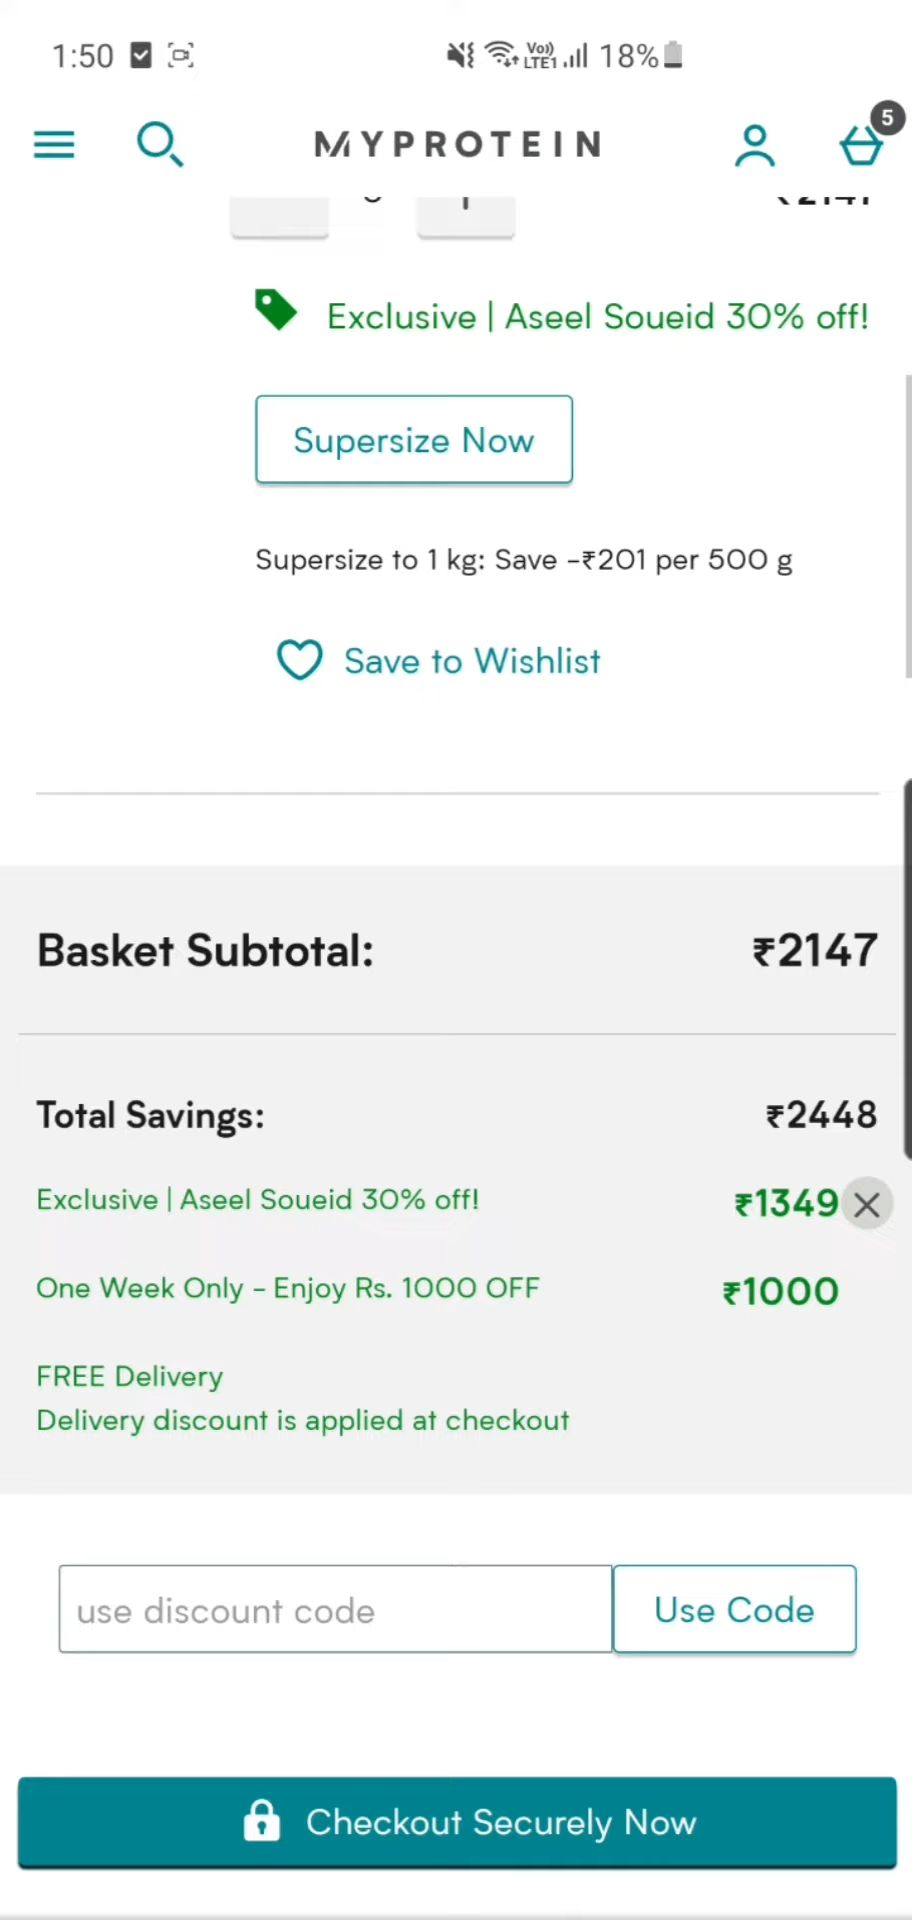 1:50 Vo)) LTE1 18%
5
MYPROTEIN
Exclusive | Aseel Soueid 30% off!
Supersize Now
Supersize to 1 kg: Save -₹201 per 500 g
Save to Wishlist
Basket Subtotal: ₹2147
Total Savings: ₹2448
Exclusive | Aseel Soueid 30% off! ₹1349
One Week Only - Enjoy Rs. 1000 OFF ₹1000
FREE Delivery
Delivery discount is applied at checkout
use discount code Use Code
Checkout Securely Now